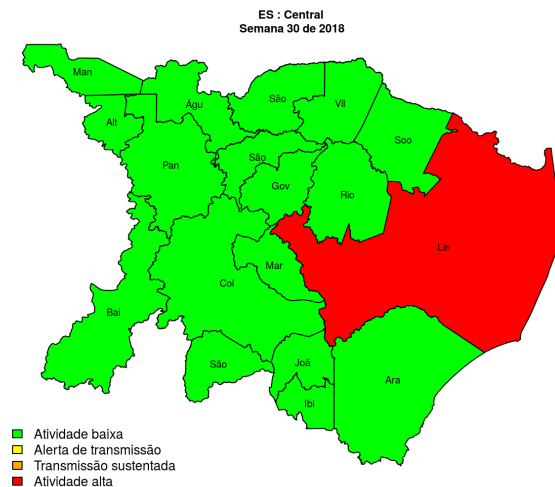 ES : Central
Semana 30 de 2018
Man
Águ
São
Vil
Alt
Soo
São
Pan
Gov
Rio
Lin
Mar
Col
Bai
São
Joã
Ara
Ibi
Atividade baixa
Alerta de transmissão
Transmissão sustentada
Atividade alta